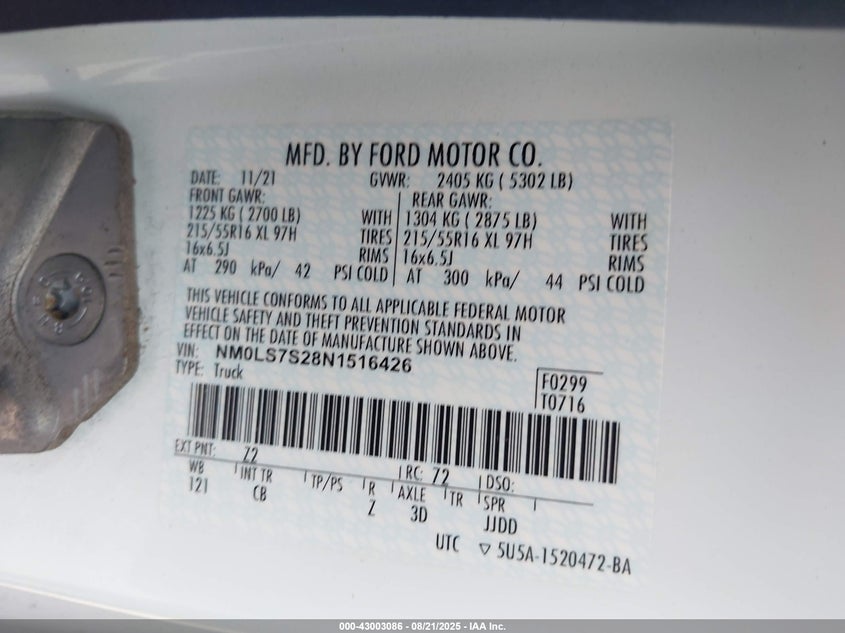 MFD. BY FORD MOTOR CO.
DATE: 11/21 GVWR: 2405 KG ( 5302 LB)
FRONT GAWR: REAR GAWR:
1225 KG ( 2700 LB) WITH 1304 KG ( 2875 LB) WITH
215/55R16 XL 97H TIRES 215/55R16 XL 97H TIRES
16x6.5J RIMS 16x6.5J RIMS
AT 290 kPa/ 42 PSI COLD AT 300 kPa/ 44 PSI COLD
THIS VEHICLE CONFORMS TO ALL APPLICABLE FEDERAL MOTOR
VEHICLE SAFETY AND THEFT PREVENTION STANDARDS IN
EFFECT ON THE DATE OF MANUFACTURE SHOWN ABOVE.
VIN: NM0LS7S28N1516426
TYPE: Truck
F0299
T0716
EXT PNT: Z2 RC: 72 DSO:
WB INT TR TP/PS R AXLE TR SPR
121 CB Z 3D JJDD
UTC ▽ 5U5A-1520472-BA
000-43003086 - 08/21/2025 - IAA Inc.